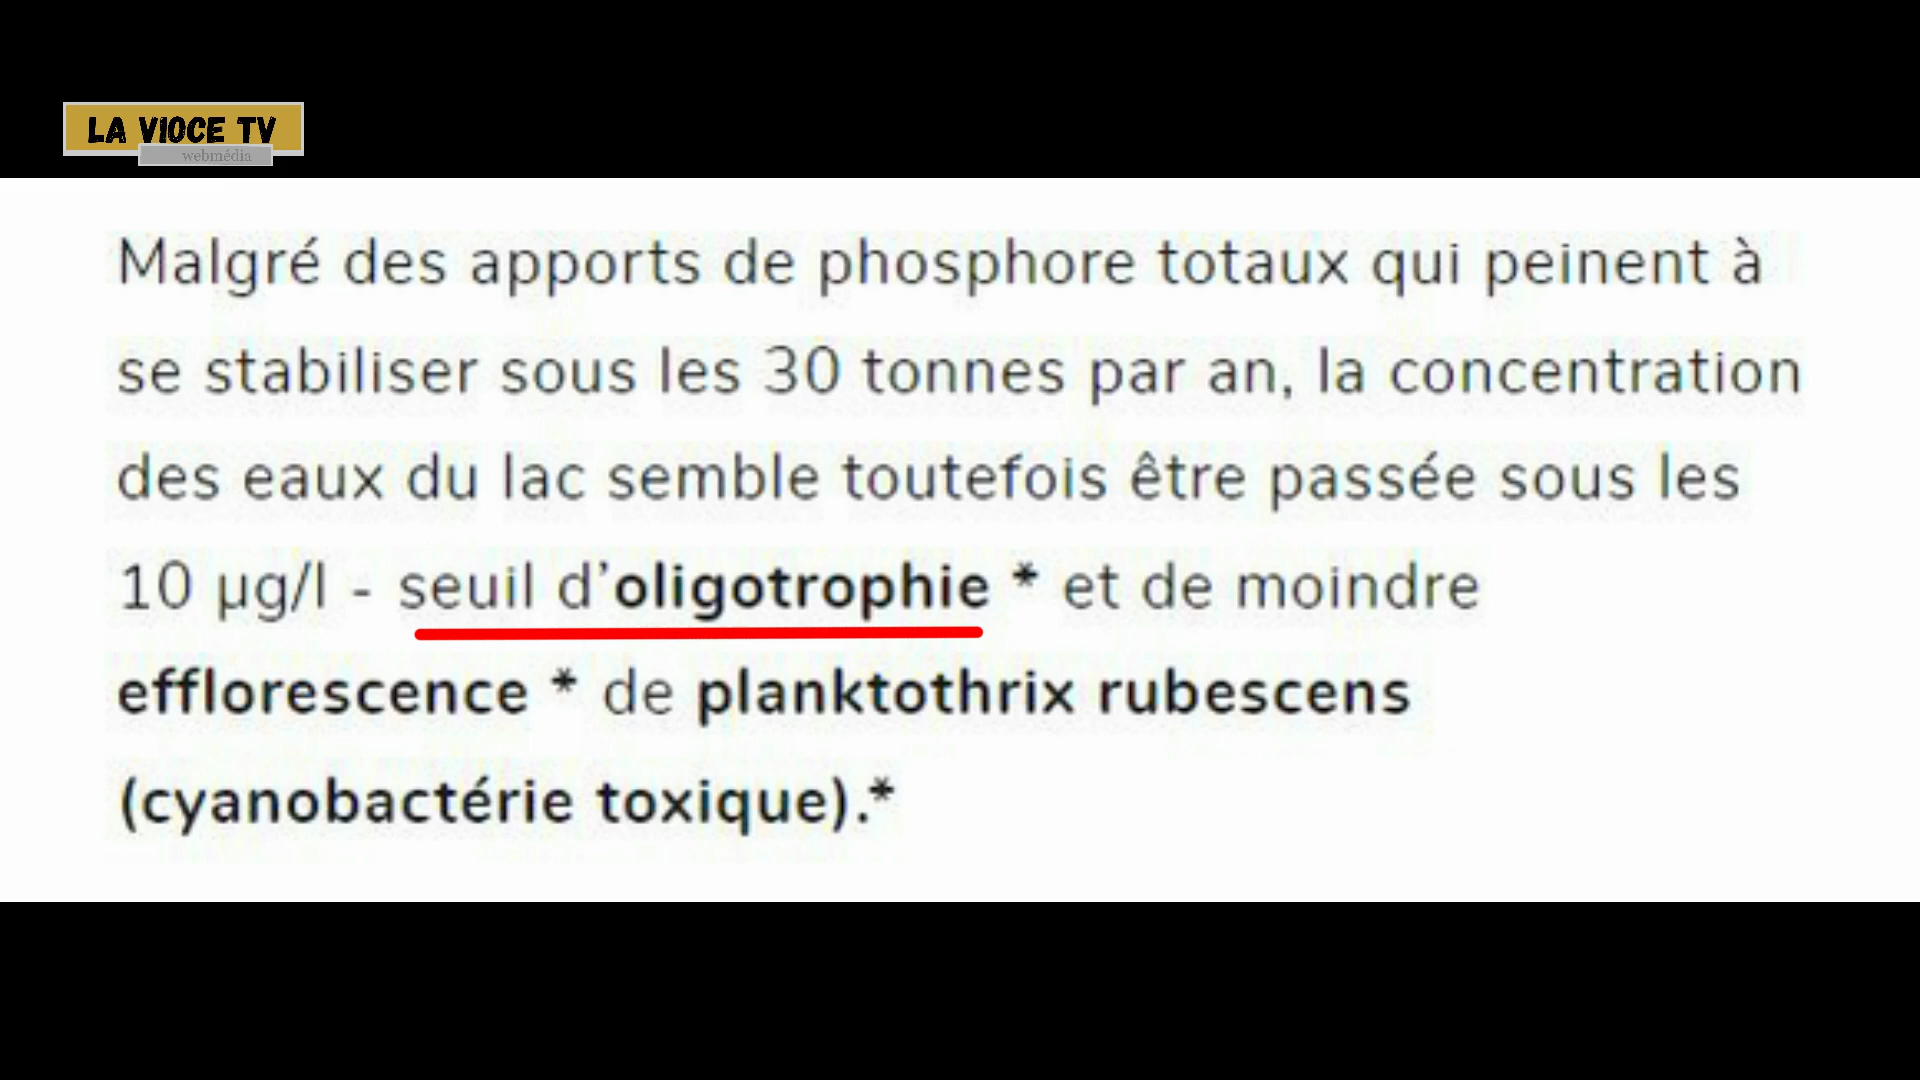 LA VIOCE TV
webmédia
Malgré des apports de phosphore totaux qui peinent à
se stabiliser sous les 30 tonnes par an, la concentration
des eaux du lac semble toutefois être passée sous les
10 µg/l - seuil d’oligotrophie * et de moindre
efflorescence * de planktothrix rubescens
(cyanobactérie toxique).*